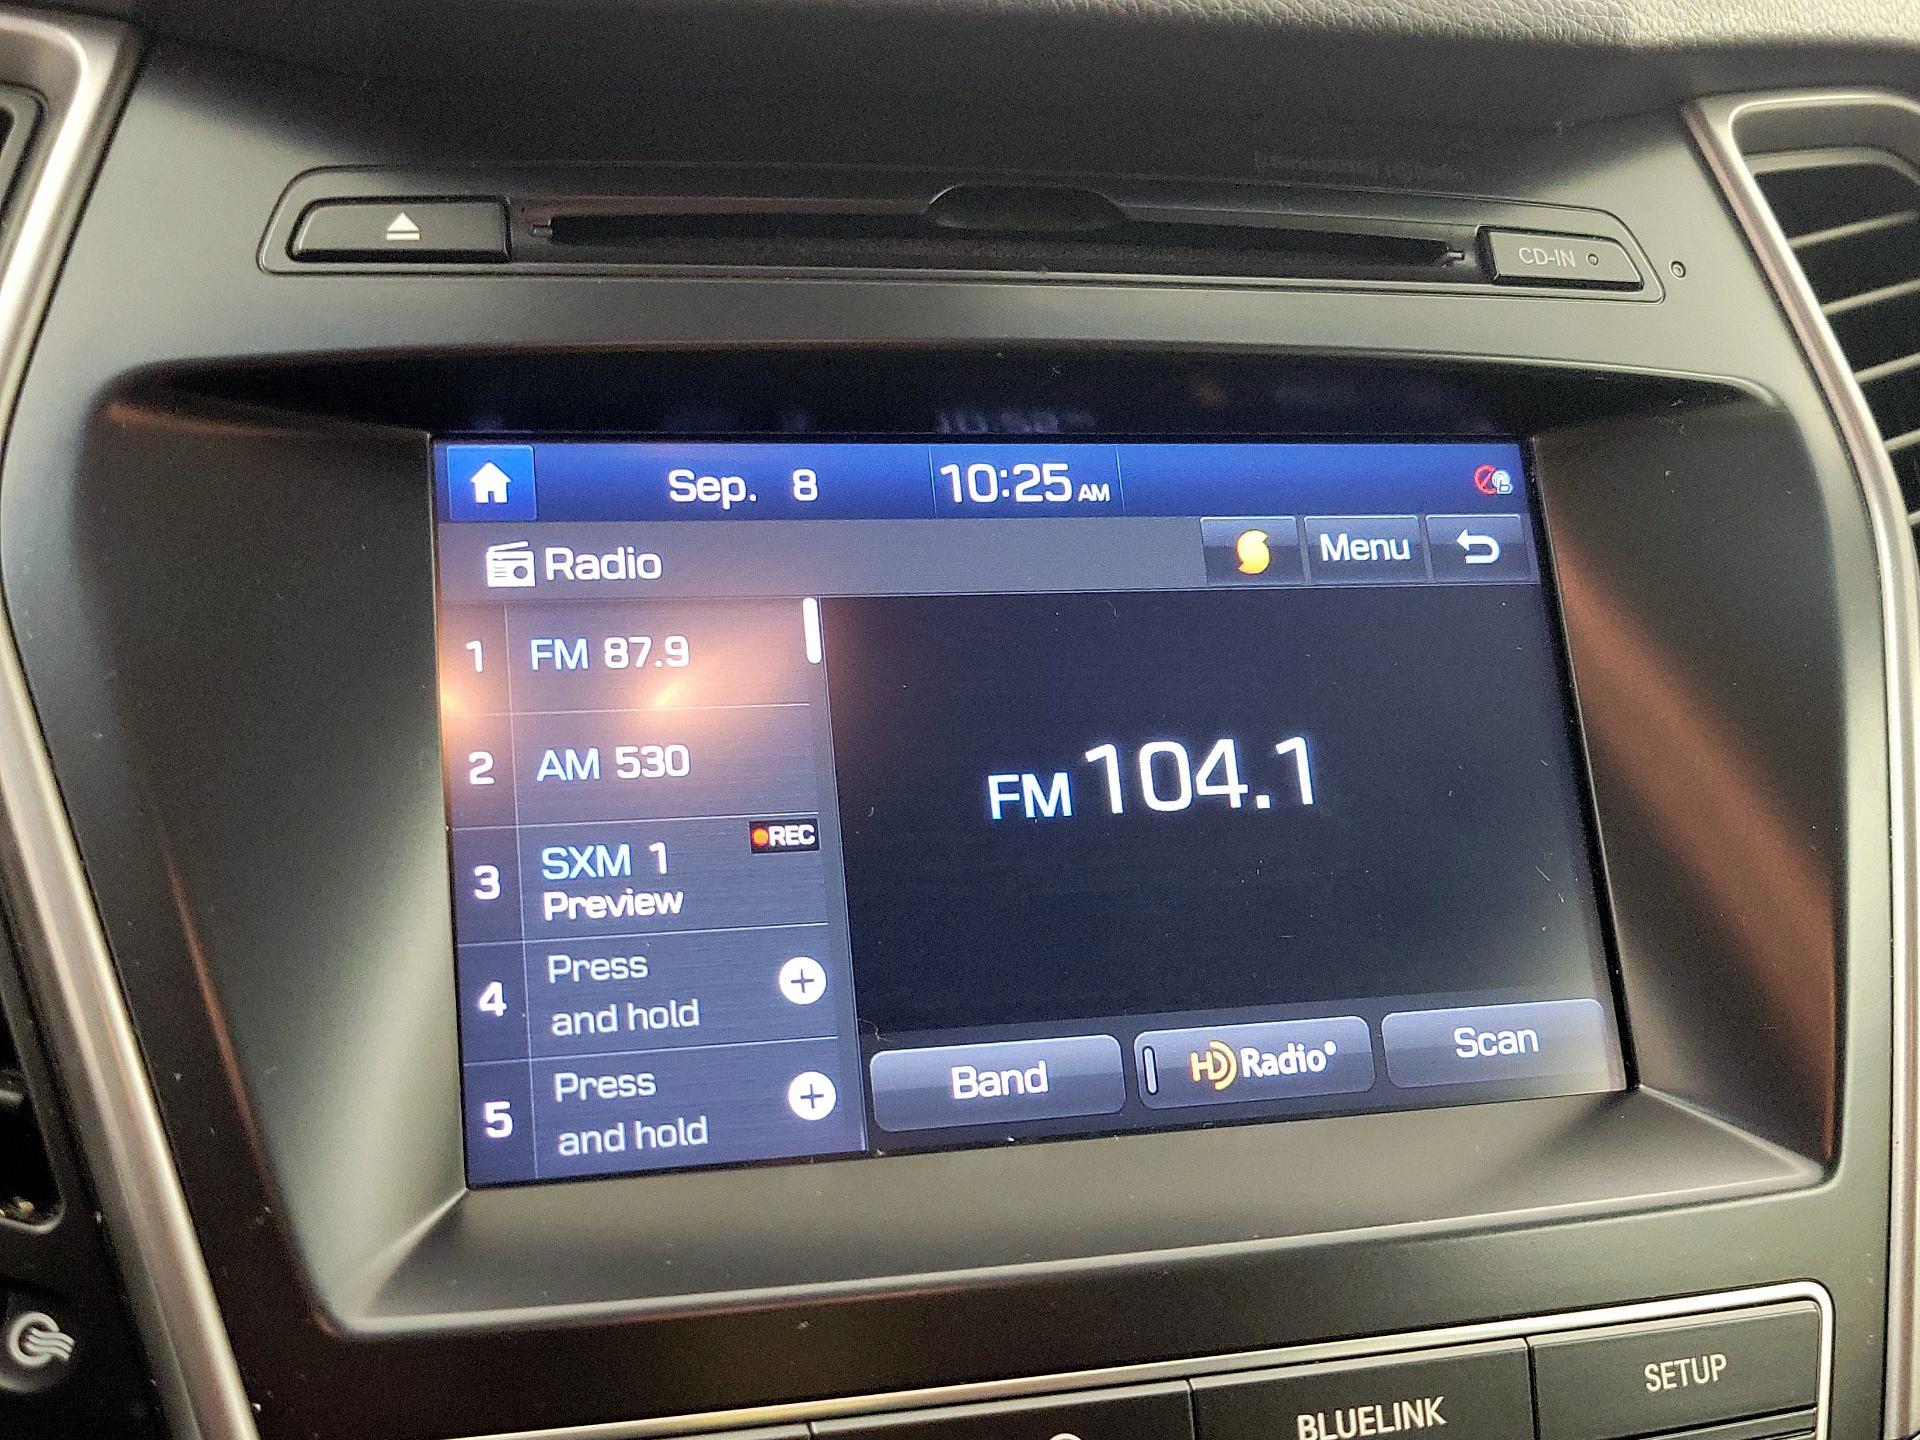 CD-IN
Sep. 8 10:25 AM
Radio Menu
1 FM 87.9
2 AM 530
3 SXM 1 REC
Preview
FM 104.1
4 Press
and hold
5 Press
and hold
Band HD Radio® Scan
SETUP
BLUELINK